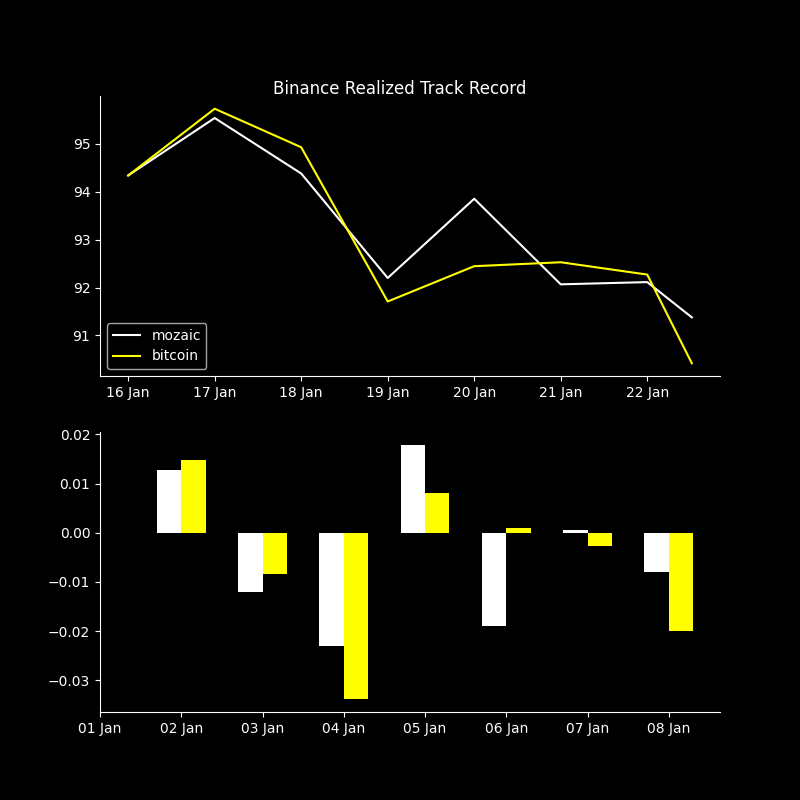 Binance Realized Track Record
95
94
93
92
91
mozaic
bitcoin
16 Jan 17 Jan 18 Jan 19 Jan 20 Jan 21 Jan 22 Jan
0.02
0.01
0.00
−0.01
−0.02
−0.03
01 Jan 02 Jan 03 Jan 04 Jan 05 Jan 06 Jan 07 Jan 08 Jan